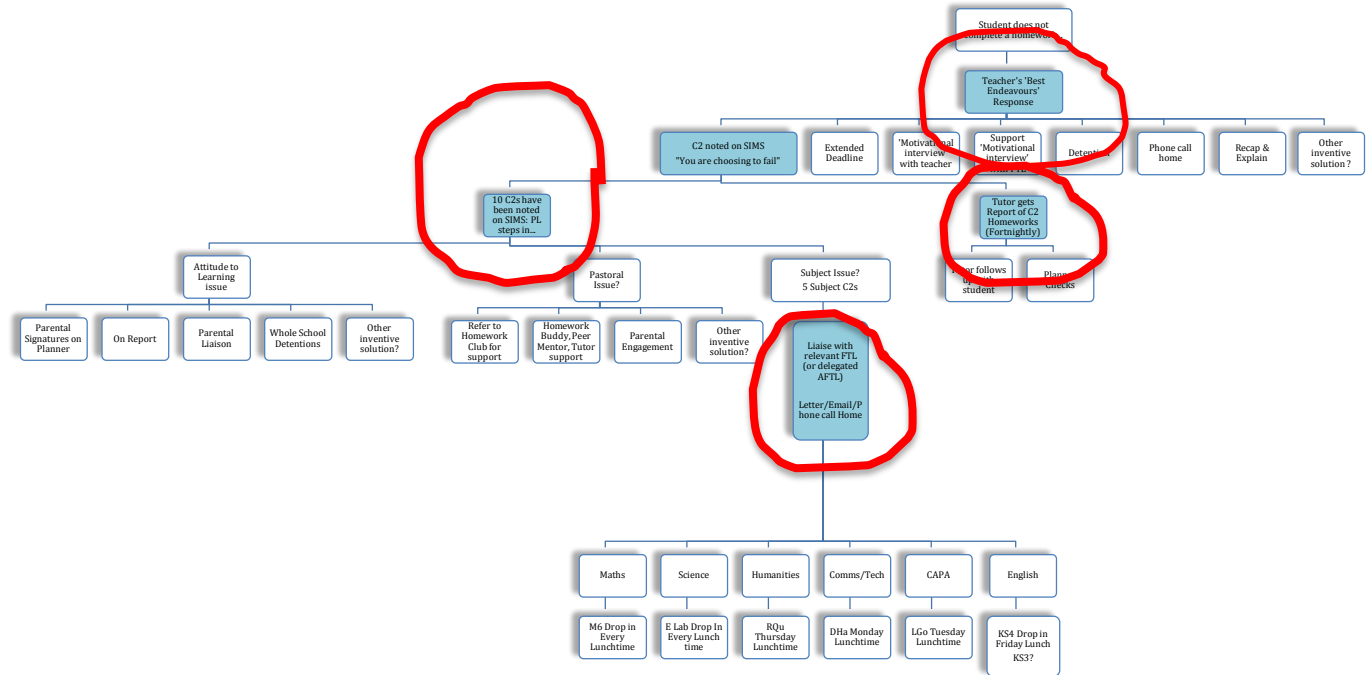 Student does not
complete a homework...
Teacher's 'Best
Endeavours'
Response
C2 noted on SIMS
"You are choosing to fail"
Extended
Deadline
'Motivational
interview'
with teacher
Support
'Motivational
interview'
Detention
Phone call
home
Recap &
Explain
Other
inventive
solution ?
10 C2s have
been noted
on SIMS: PL
steps in...
Tutor gets
Report of C2
Homeworks
(Fortnightly)
Attitude to
Learning
issue
Pastoral
Issue?
Subject Issue?
5 Subject C2s
Tutor follows
up with
student
Planner
Checks
Parental
Signatures on
Planner
On Report
Parental
Liaison
Whole School
Detentions
Other
inventive
solution?
Refer to
Homework
Club for
support
Homework
Buddy, Peer
Mentor, Tutor
support
Parental
Engagement
Other
inventive
solution?
Liaise with
relevant FTL
(or delegated
AFTL)
Letter/Email/P
hone call Home
Maths
Science
Humanities
Comms/Tech
CAPA
English
M6 Drop in
Every
Lunchtime
E Lab Drop In
Every Lunch
time
RQu
Thursday
Lunchtime
DHa Monday
Lunchtime
LGo Tuesday
Lunchtime
KS4 Drop in
Friday Lunch
KS3?